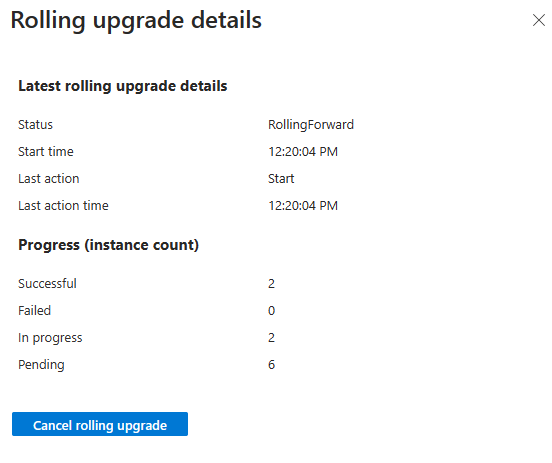 Rolling upgrade details
Latest rolling upgrade details
Status RollingForward
Start time 12:20:04 PM
Last action Start
Last action time 12:20:04 PM
Progress (instance count)
Successful 2
Failed 0
In progress 2
Pending 6
Cancel rolling upgrade